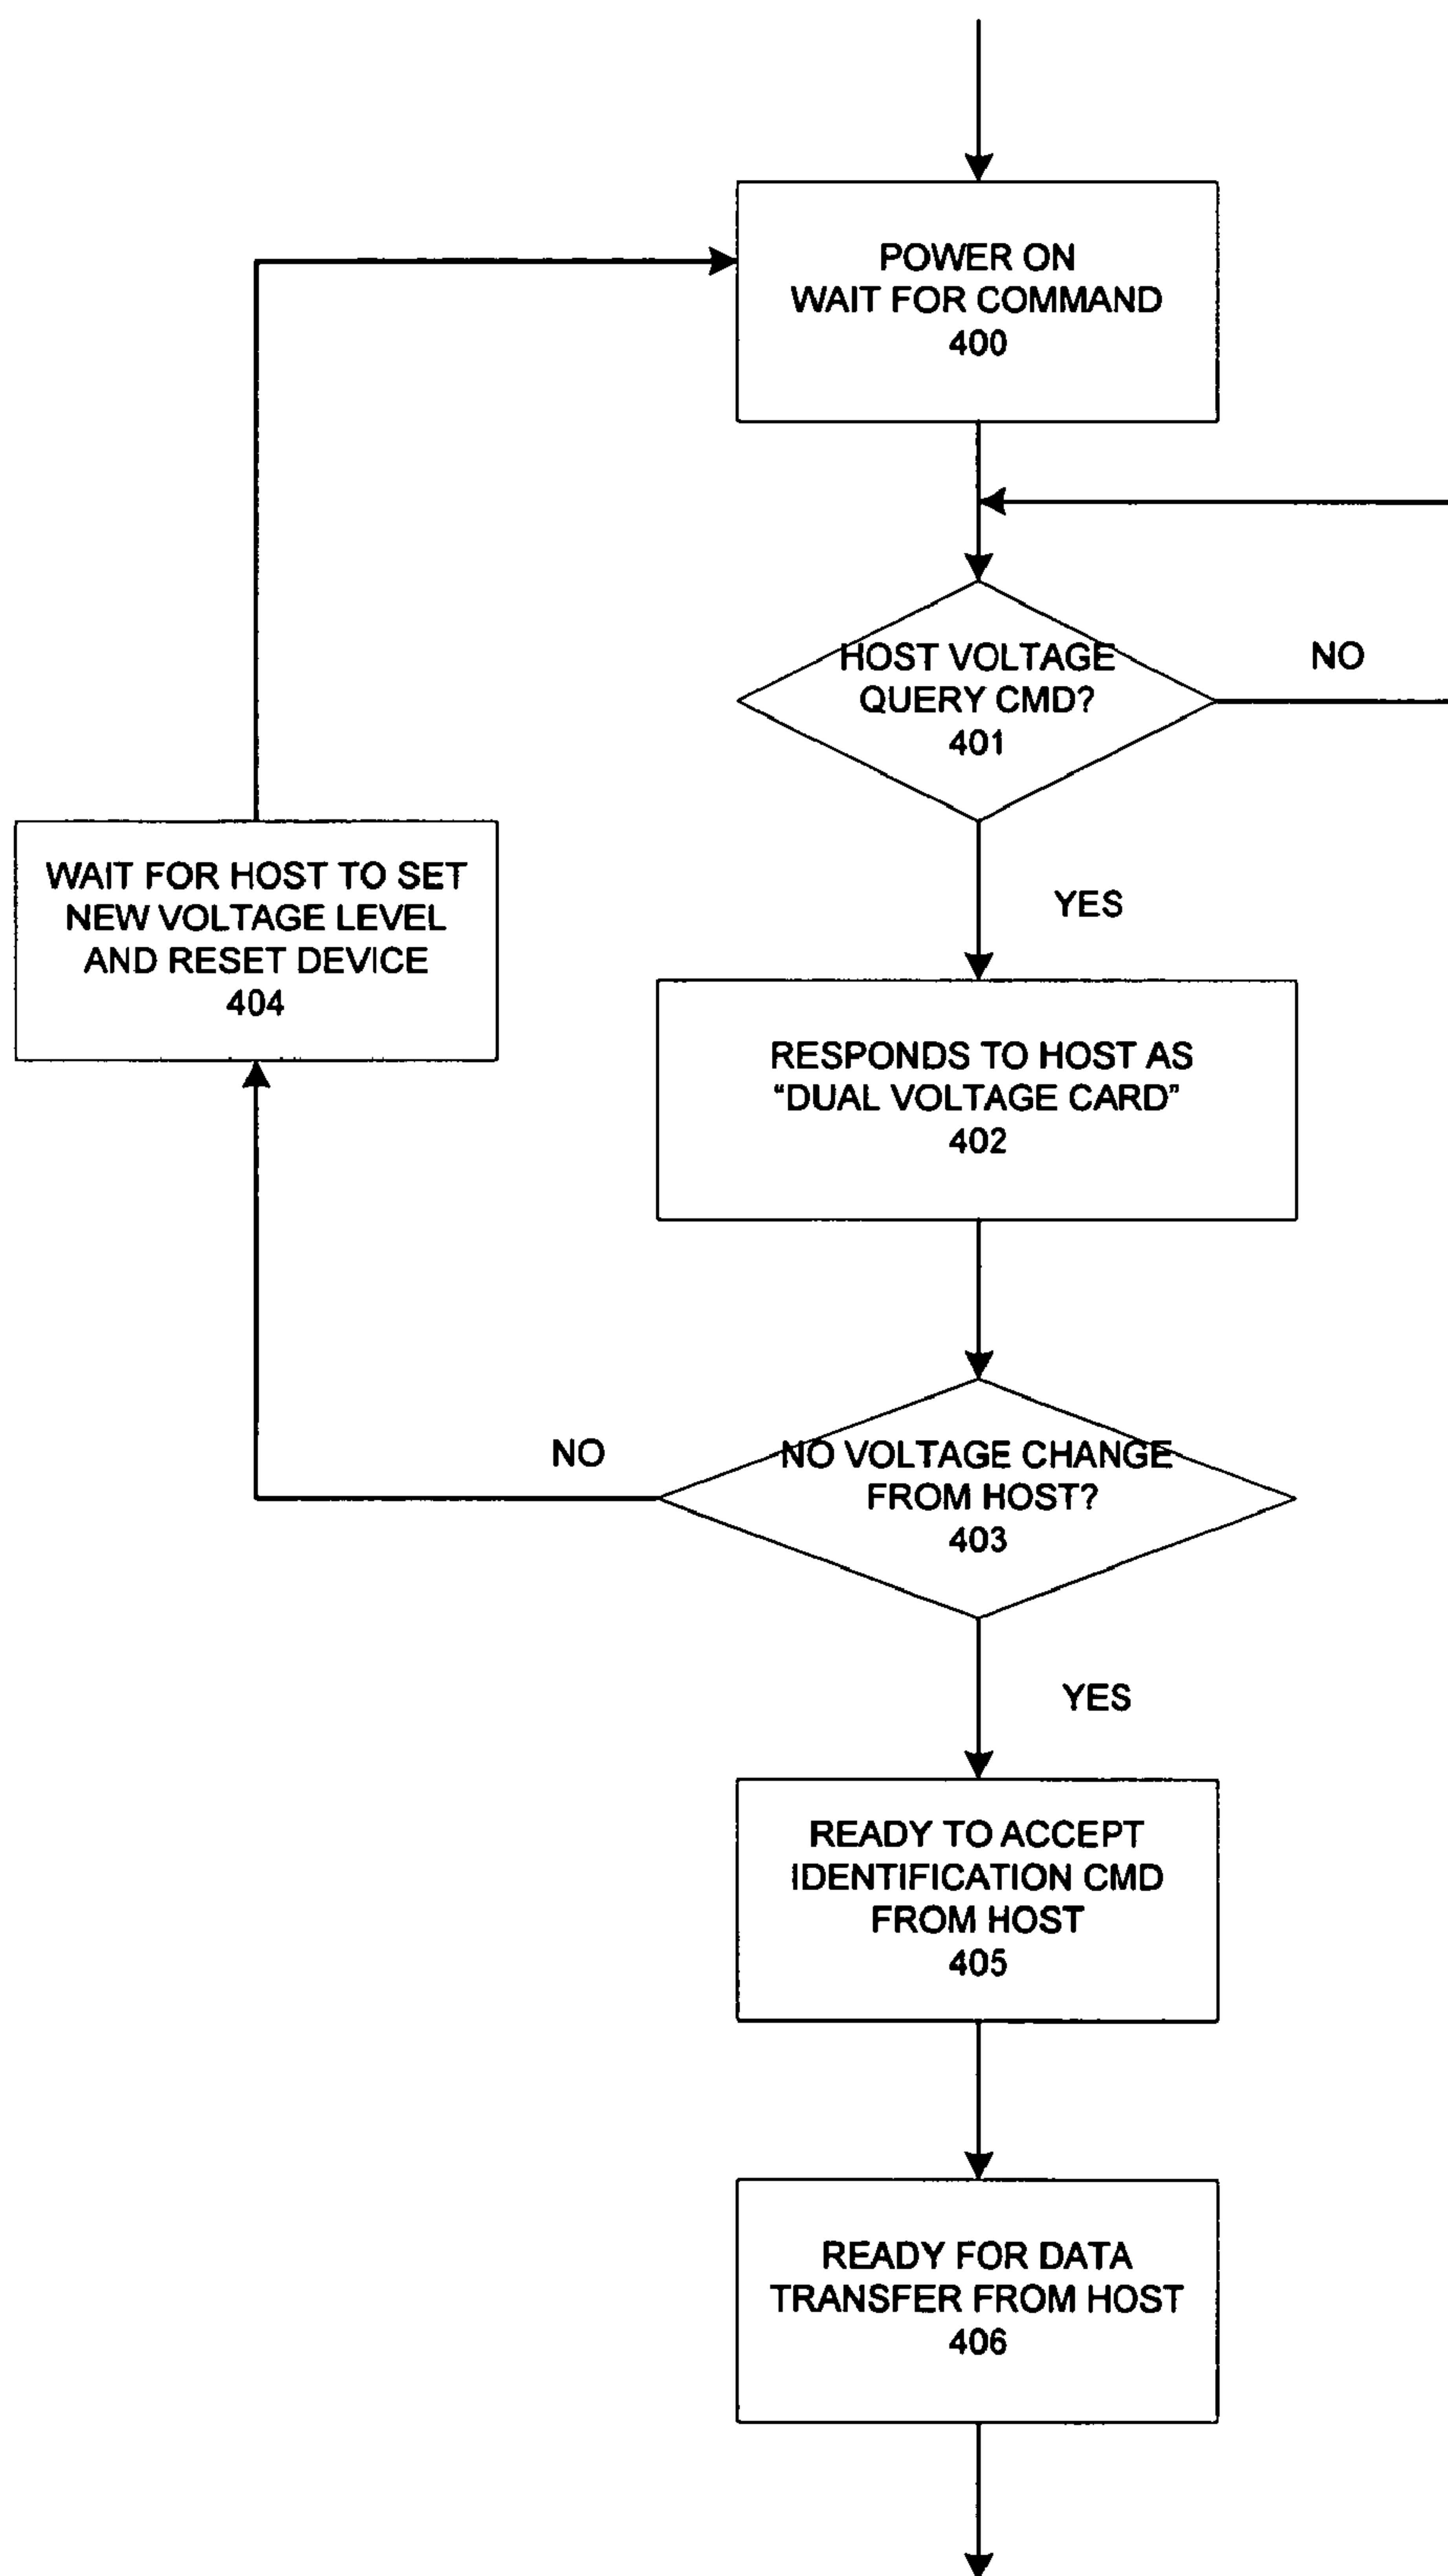 POWER ON
WAIT FOR COMMAND
400
HOST VOLTAGE
QUERY CMD?
401
NO
YES
WAIT FOR HOST TO SET
NEW VOLTAGE LEVEL
AND RESET DEVICE
404
RESPONDS TO HOST AS
“DUAL VOLTAGE CARD”
402
NO VOLTAGE CHANGE
FROM HOST?
403
NO
YES
READY TO ACCEPT
IDENTIFICATION CMD
FROM HOST
405
READY FOR DATA
TRANSFER FROM HOST
406